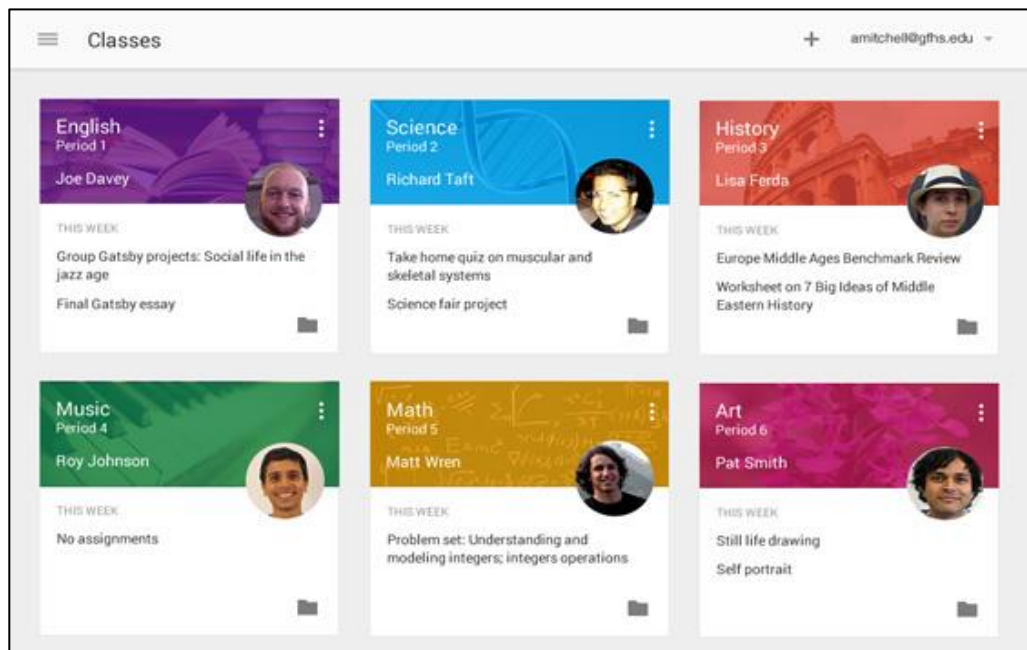 Classes
+
amitchell@gfhs.edu
English
Period 1
Joe Davey
THIS WEEK
Group Gatsby projects: Social life in the
jazz age
Final Gatsby essay
Science
Period 2
Richard Taft
THIS WEEK
Take home quiz on muscular and
skeletal systems
Science fair project
History
Period 3
Lisa Ferda
THIS WEEK
Europe Middle Ages Benchmark Review
Worksheet on 7 Big Ideas of Middle
Eastern History
Music
Period 4
Roy Johnson
THIS WEEK
No assignments
Math
Period 5
Matt Wren
THIS WEEK
Problem set: Understanding and
modeling integers; integers operations
Art
Period 6
Pat Smith
THIS WEEK
Still life drawing
Self portrait